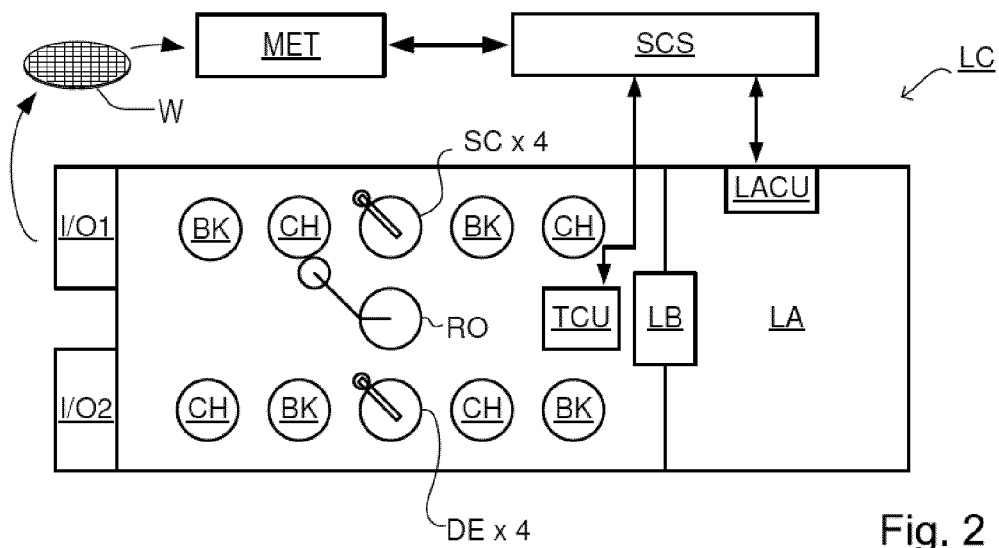 MET
SCS
LC
W
SC x 4
LACU
I/O1
BK
CH
BK
CH
RO
TCU
LB
LA
I/O2
CH
BK
CH
BK
DE x 4
Fig. 2